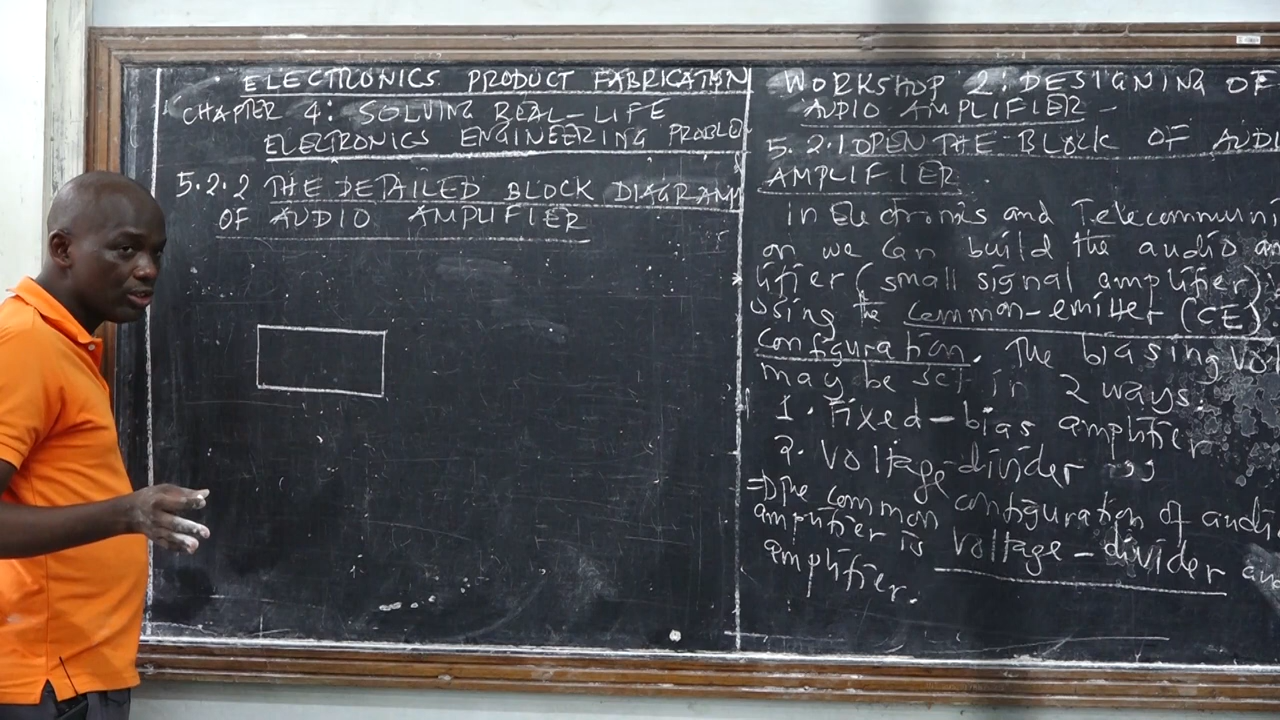 ELECTRONICS PRODUCT FABRICATION
CHAPTER 4: SOLVING REAL-LIFE
ELECTRONICS ENGINEERING PROBLE
5.2.2 THE DETAILED BLOCK DIAGRAM
OF AUDIO AMPLIFIER
WORKSHOP 2: DESIGNING OF
AUDIO AMPLIFIER -
5.2.1 OPEN THE BLOCK OF AUDI
AMPLIFIER.
In Electronics and Telecommuni
on we can build the audio am
lifier (small signal amplifier)
using the common-emitter (CE)
Configuration. The biasing vol
may be set in 2 ways:
1. Fixed-bias amplifier
2. Voltage-divider ,,
=> The common configuration of audi
amplifier is voltage-divider am
amplifier.